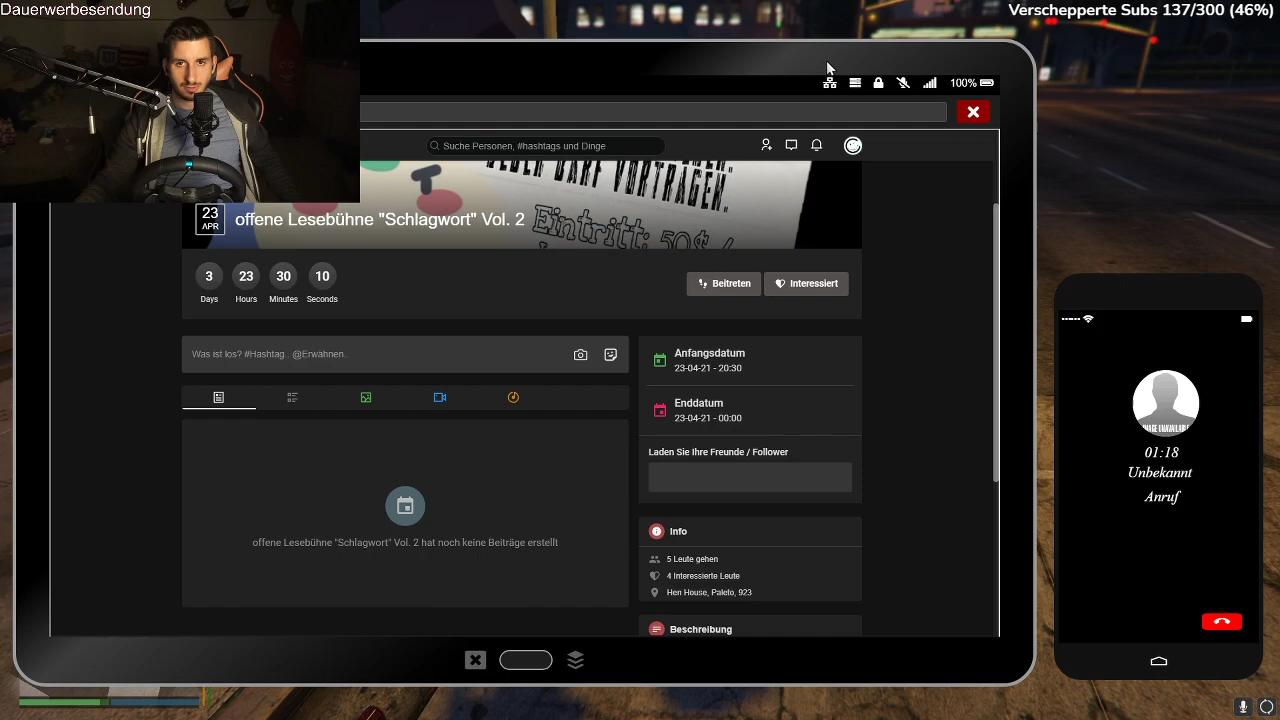 Dauerwerbesendung
Verschepperte Subs 137/300 (46%)
100%
Suche Personen, #hashtags und Dinge
JEDER DARF VORTRAGEN.
Eintritt: 50$ /
23
APR
offene Lesebühne "Schlagwort" Vol. 2
3
23
30
10
Days
Hours
Minutes
Seconds
Beitreten
Interessiert
Was ist los? #Hashtag.. @Erwähnen..
Anfangsdatum
23-04-21 - 20:30
Enddatum
23-04-21 - 00:00
Laden Sie Ihre Freunde / Follower
offene Lesebühne "Schlagwort" Vol. 2 hat noch keine Beiträge erstellt
Info
5 Leute gehen
4 Interessierte Leute
Hen House, Paleto, 923
Beschreibung
IMAGE UNAVAILABLE
01:18
Unbekannt
Anruf